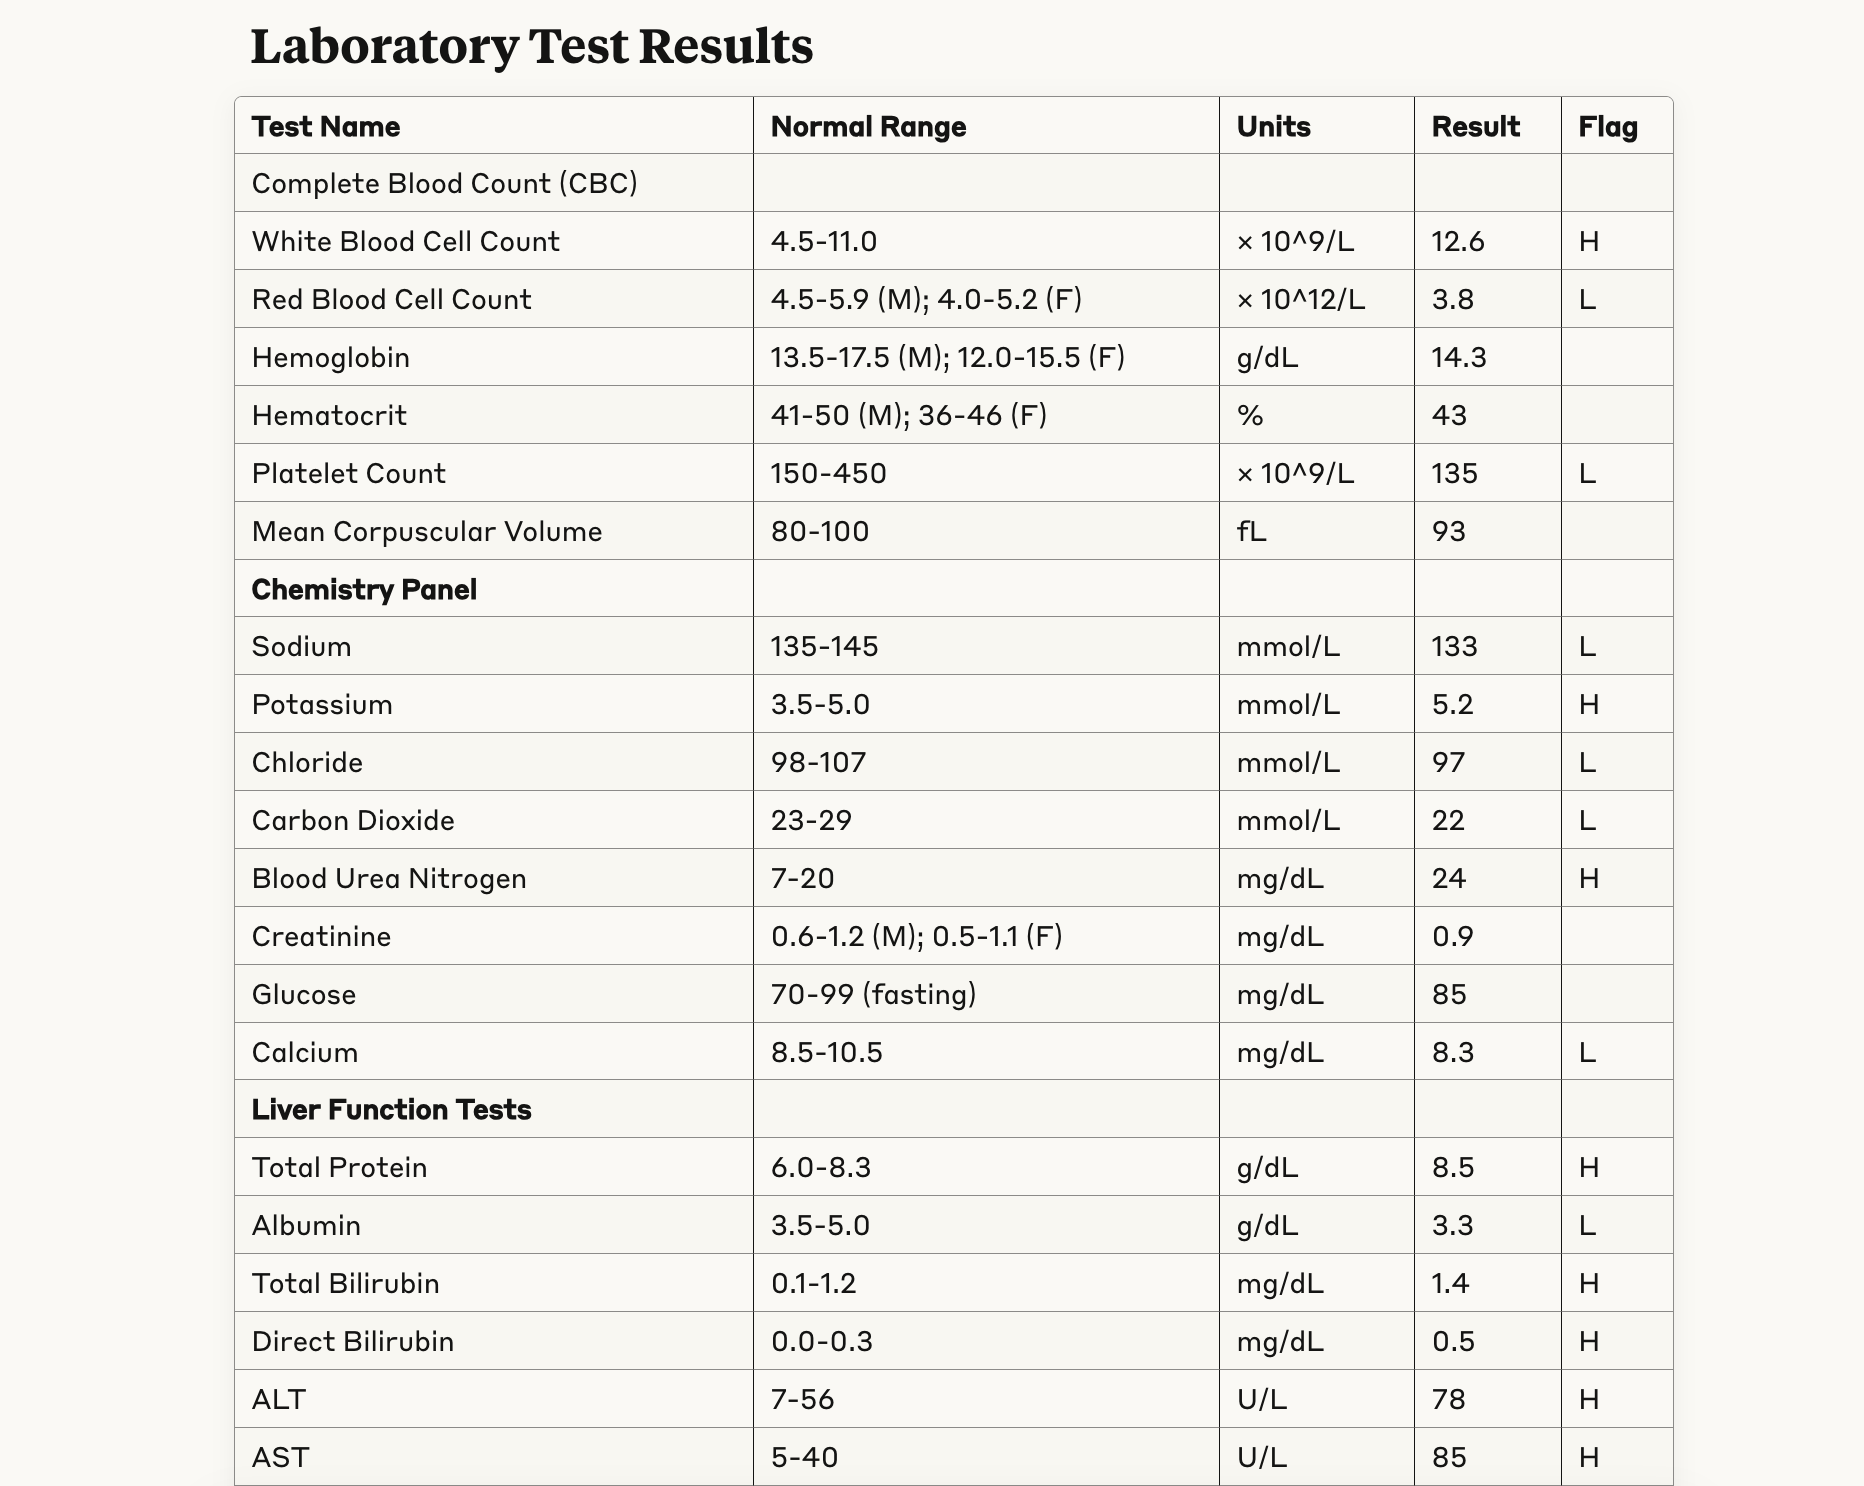 Laboratory Test Results
Test Name Normal Range Units Result Flag
Complete Blood Count (CBC)
White Blood Cell Count 4.5-11.0 × 10^9/L 12.6 H
Red Blood Cell Count 4.5-5.9 (M); 4.0-5.2 (F) × 10^12/L 3.8 L
Hemoglobin 13.5-17.5 (M); 12.0-15.5 (F) g/dL 14.3
Hematocrit 41-50 (M); 36-46 (F) % 43
Platelet Count 150-450 × 10^9/L 135 L
Mean Corpuscular Volume 80-100 fL 93
Chemistry Panel
Sodium 135-145 mmol/L 133 L
Potassium 3.5-5.0 mmol/L 5.2 H
Chloride 98-107 mmol/L 97 L
Carbon Dioxide 23-29 mmol/L 22 L
Blood Urea Nitrogen 7-20 mg/dL 24 H
Creatinine 0.6-1.2 (M); 0.5-1.1 (F) mg/dL 0.9
Glucose 70-99 (fasting) mg/dL 85
Calcium 8.5-10.5 mg/dL 8.3 L
Liver Function Tests
Total Protein 6.0-8.3 g/dL 8.5 H
Albumin 3.5-5.0 g/dL 3.3 L
Total Bilirubin 0.1-1.2 mg/dL 1.4 H
Direct Bilirubin 0.0-0.3 mg/dL 0.5 H
ALT 7-56 U/L 78 H
AST 5-40 U/L 85 H